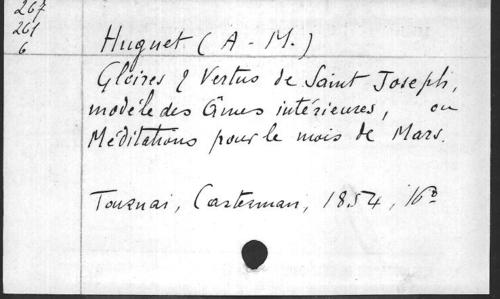 267
261
6
Huguet (A - M.)
Gloires & Vertus de Saint Joseph,
modèle des âmes intérieures, ou
Méditations pour le mois de Mars.
Tournai, Casterman, 1854, 16º